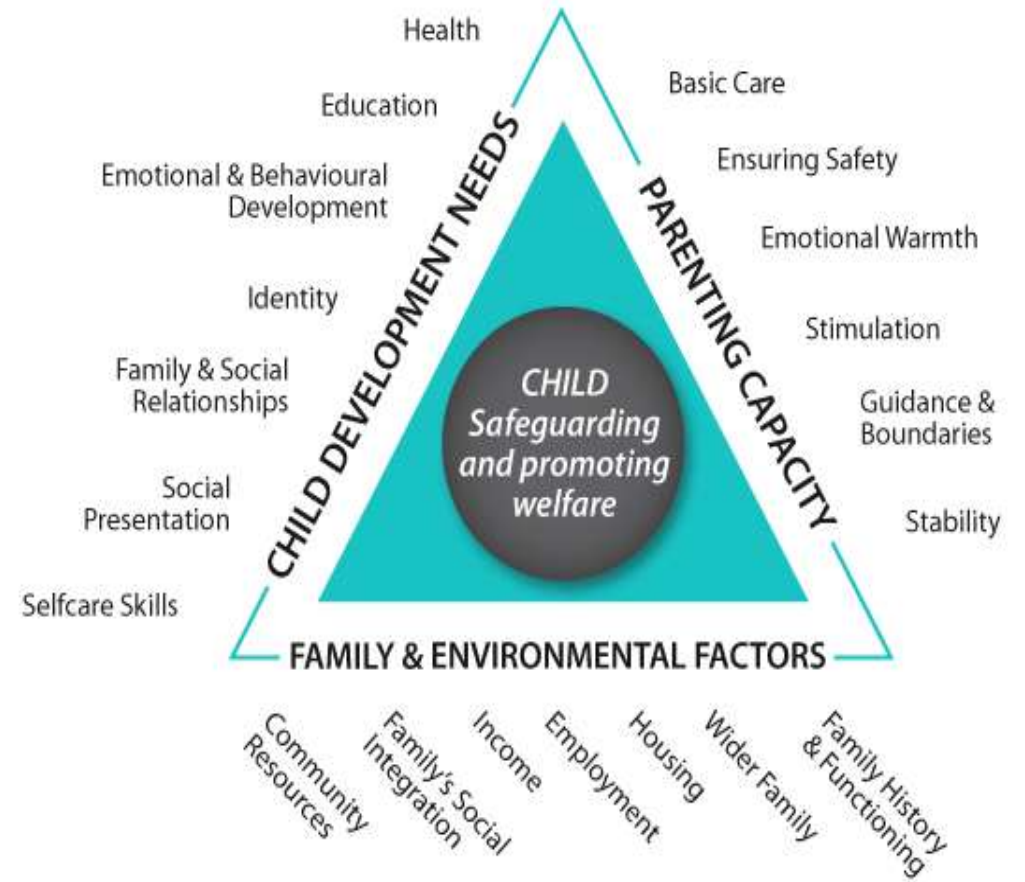 Health
Education
Emotional & Behavioural
Development
Identity
Family & Social
Relationships
Social
Presentation
Selfcare Skills
CHILD DEVELOPMENT NEEDS
CHILD
Safeguarding
and promoting
welfare
PARENTING CAPACITY
Basic Care
Ensuring Safety
Emotional Warmth
Stimulation
Guidance &
Boundaries
Stability
FAMILY & ENVIRONMENTAL FACTORS
Community
Resources
Family's Social
Integration
Income
Employment
Housing
Wider Family
Family History
& Functioning